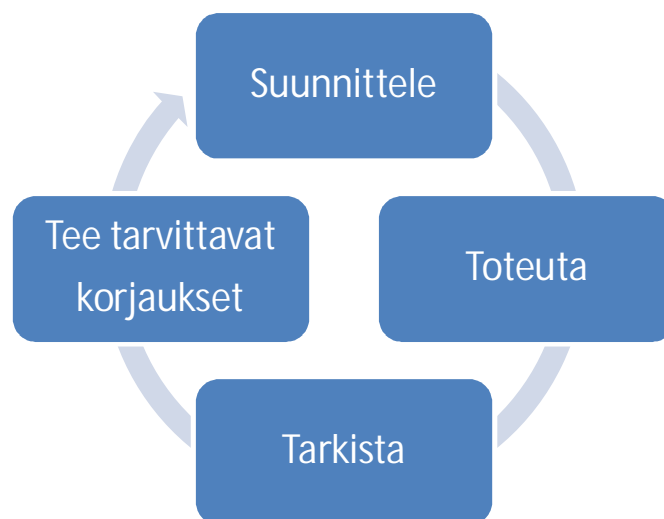 Suunnittele
Toteuta
Tarkista
Tee tarvittavat
korjaukset